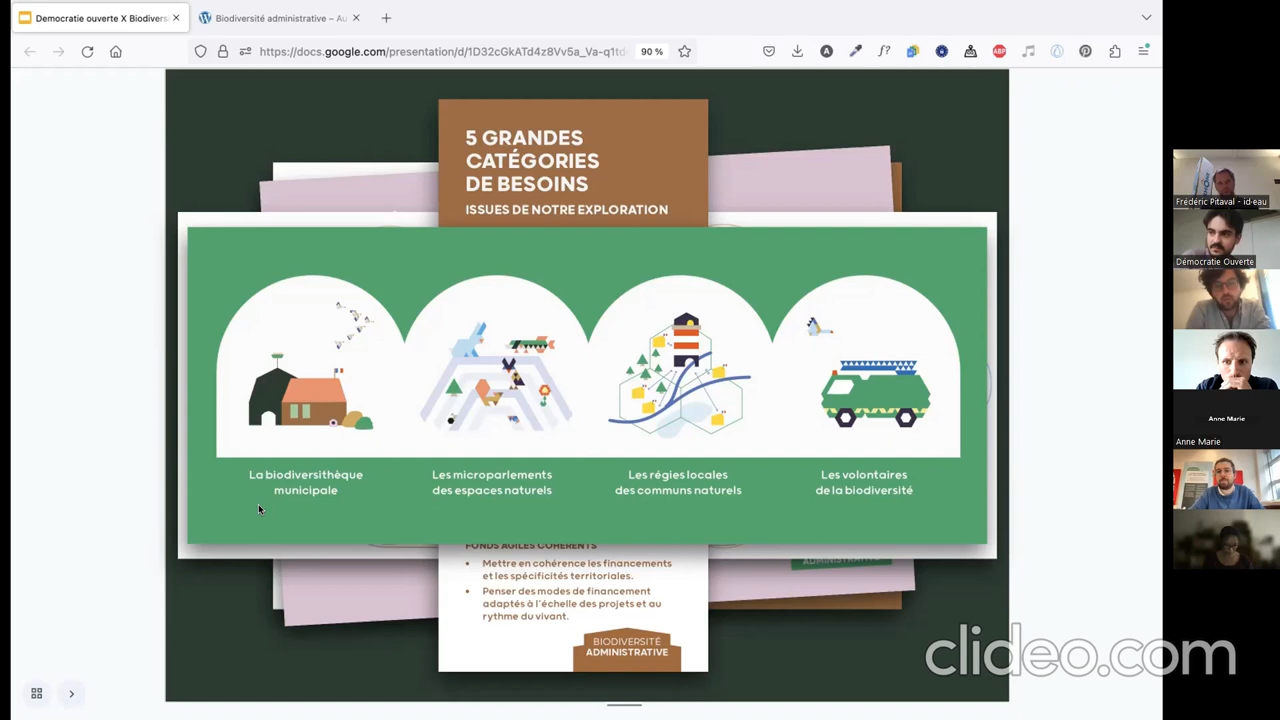 Democratie ouverte X Biodivers
Biodiversité administrative – Au
https://docs.google.com/presentation/d/1D32cGkATd4z8Vv5a_Va-q1td
90 %
5 GRANDES
CATÉGORIES
DE BESOINS
ISSUES DE NOTRE EXPLORATION
La biodiversithèque
municipale
Les microparlements
des espaces naturels
Les régies locales
des communs naturels
Les volontaires
de la biodiversité
FONDS AGILES COHÉRENTS
• Mettre en cohérence les financements
et les spécificités territoriales.
• Penser des modes de financement
adaptés à l'échelle des projets et au
rythme du vivant.
BIODIVERSITÉ
ADMINISTRATIVE
ADMINISTRATIVE
Frédéric Pitaval - id-eau
Démocratie Ouverte
Anne Marie
Anne Marie
ABP
clideo.com